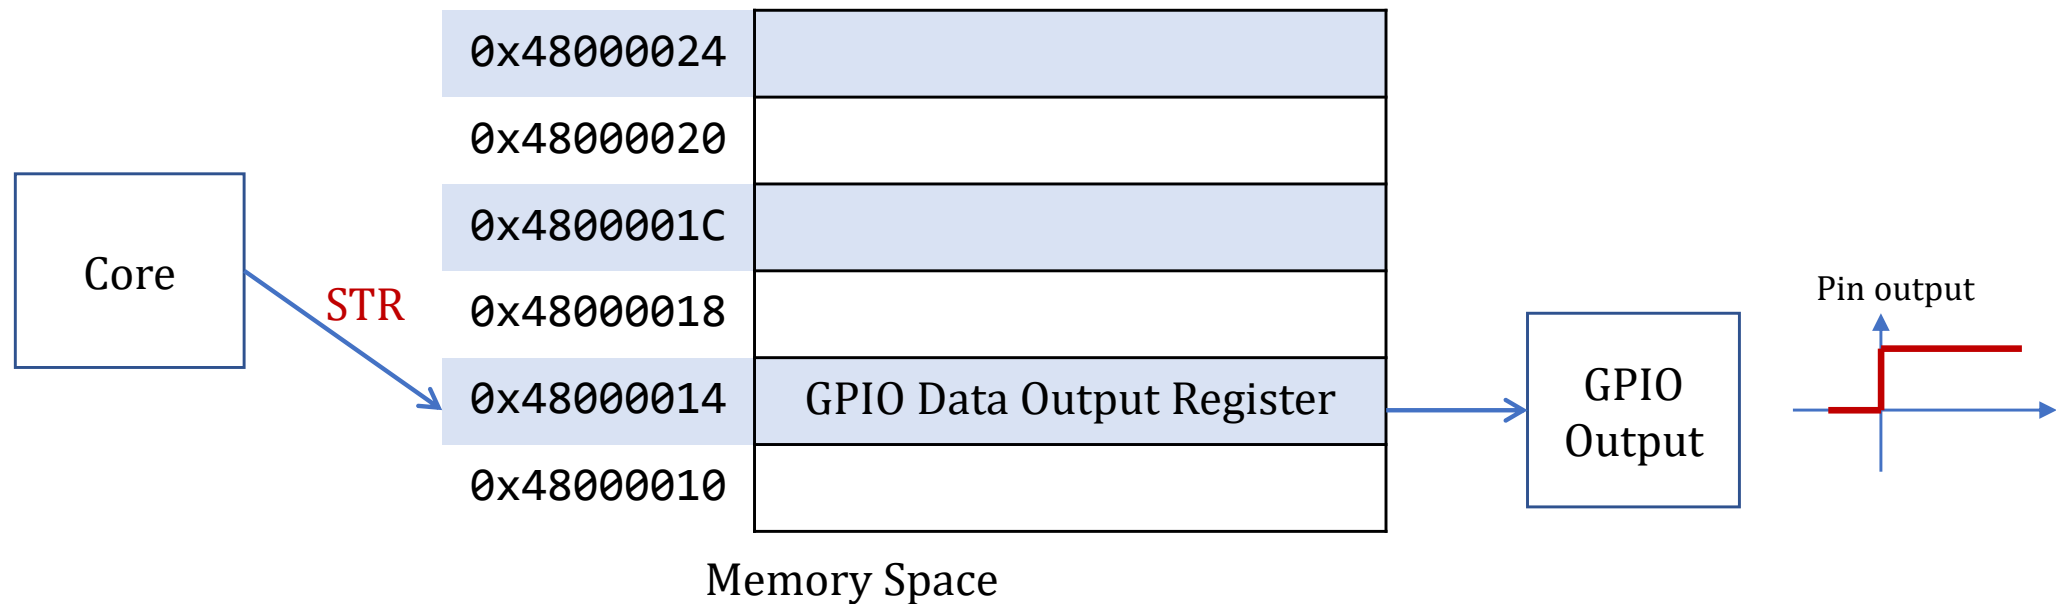 0x48000024
0x48000020
0x4800001C
0x48000018
0x48000014 GPIO Data Output Register
0x48000010
Memory Space
Core
STR
GPIO
Output
Pin output